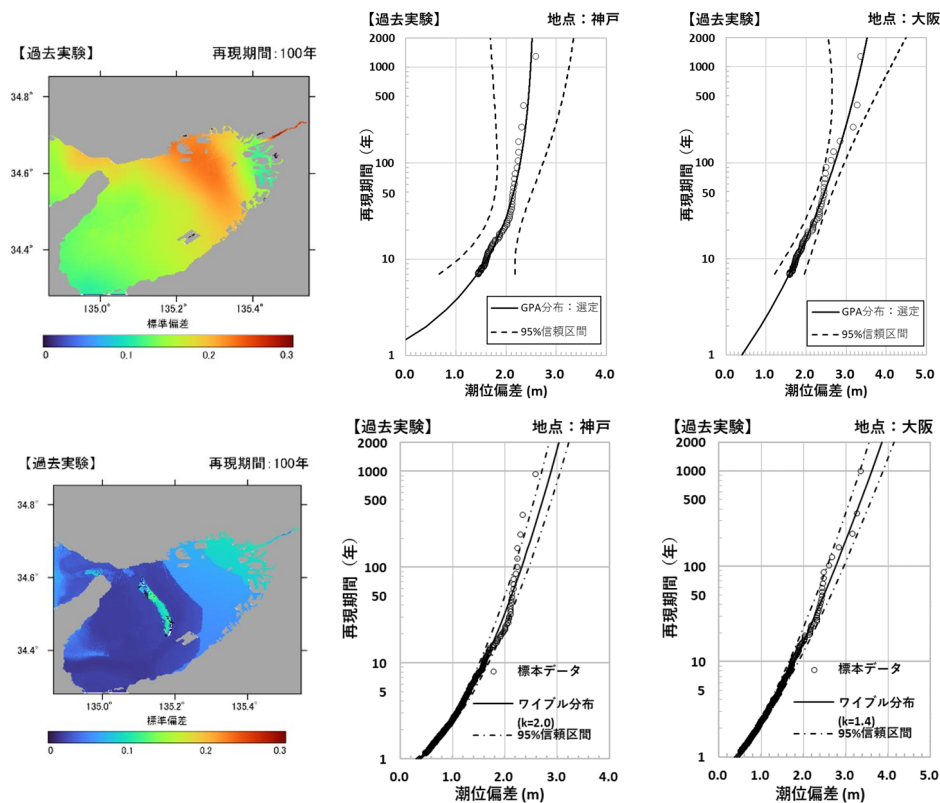 【過去実験】 再現期間:100年
34.8°
34.6°
34.4°
135.0° 135.2° 135.4°
標準偏差
0 0.1 0.2 0.3
【過去実験】 地点：神戸
2000
1000
500
100
50
10
5
1
再現期間（年）
GPA分布：選定
95%信頼区間
0.0 1.0 2.0 3.0 4.0
潮位偏差 (m)
【過去実験】 地点：大阪
2000
1000
500
100
50
10
5
1
再現期間（年）
GPA分布：選定
95%信頼区間
0.0 1.0 2.0 3.0 4.0 5.0
潮位偏差 (m)
【過去実験】 再現期間:100年
34.8°
34.6°
34.4°
135.0° 135.2° 135.4°
標準偏差
0 0.1 0.2 0.3
【過去実験】 地点：神戸
2000
1000
500
100
50
10
5
1
再現期間（年）
標本データ
ワイブル分布
(k=2.0)
95%信頼区間
0.0 1.0 2.0 3.0 4.0
潮位偏差 (m)
【過去実験】 地点：大阪
2000
1000
500
100
50
10
5
1
再現期間（年）
標本データ
ワイブル分布
(k=1.4)
95%信頼区間
0.0 1.0 2.0 3.0 4.0 5.0
潮位偏差 (m)